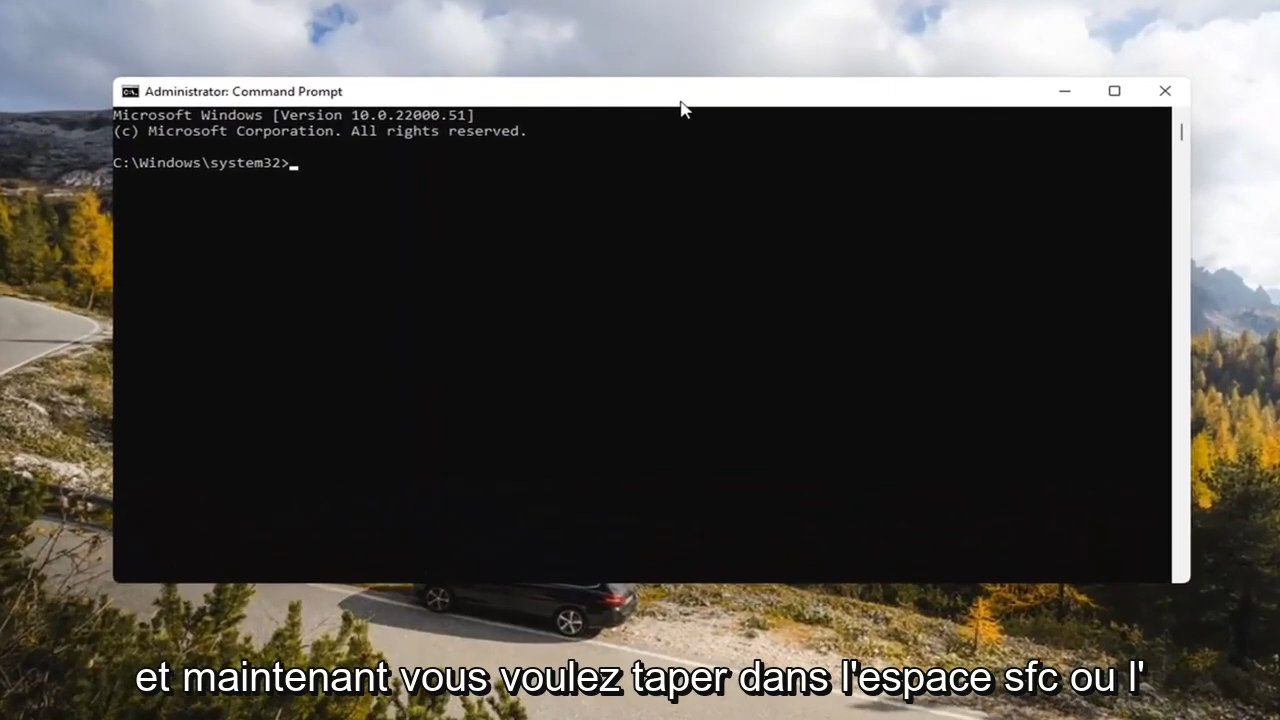 Administrator: Command Prompt
Microsoft Windows [Version 10.0.22000.51]
(c) Microsoft Corporation. All rights reserved.
C:\Windows\system32>
et maintenant vous voulez taper dans l'espace sfc ou l'